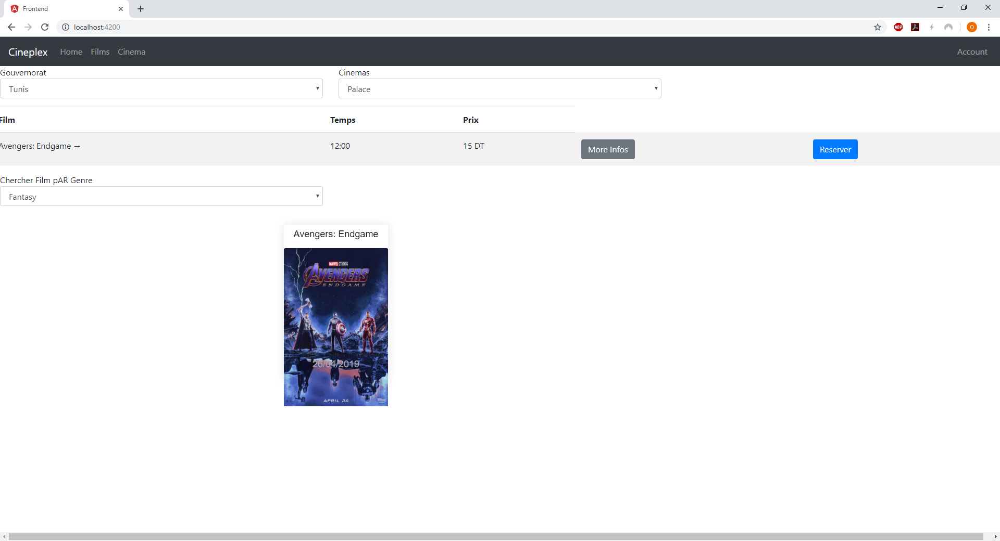 Frontend
localhost:4200
ABP
O
Cineplex Home Films Cinema Account
Gouvernorat Cinemas
Tunis Palace
Film Temps Prix
Avengers: Endgame → 12:00 15 DT More Infos Reserver
Chercher Film pAR Genre
Fantasy
Avengers: Endgame
MARVEL STUDIOS
AVENGERS
ENDGAME
26/04/2019
APRIL 26